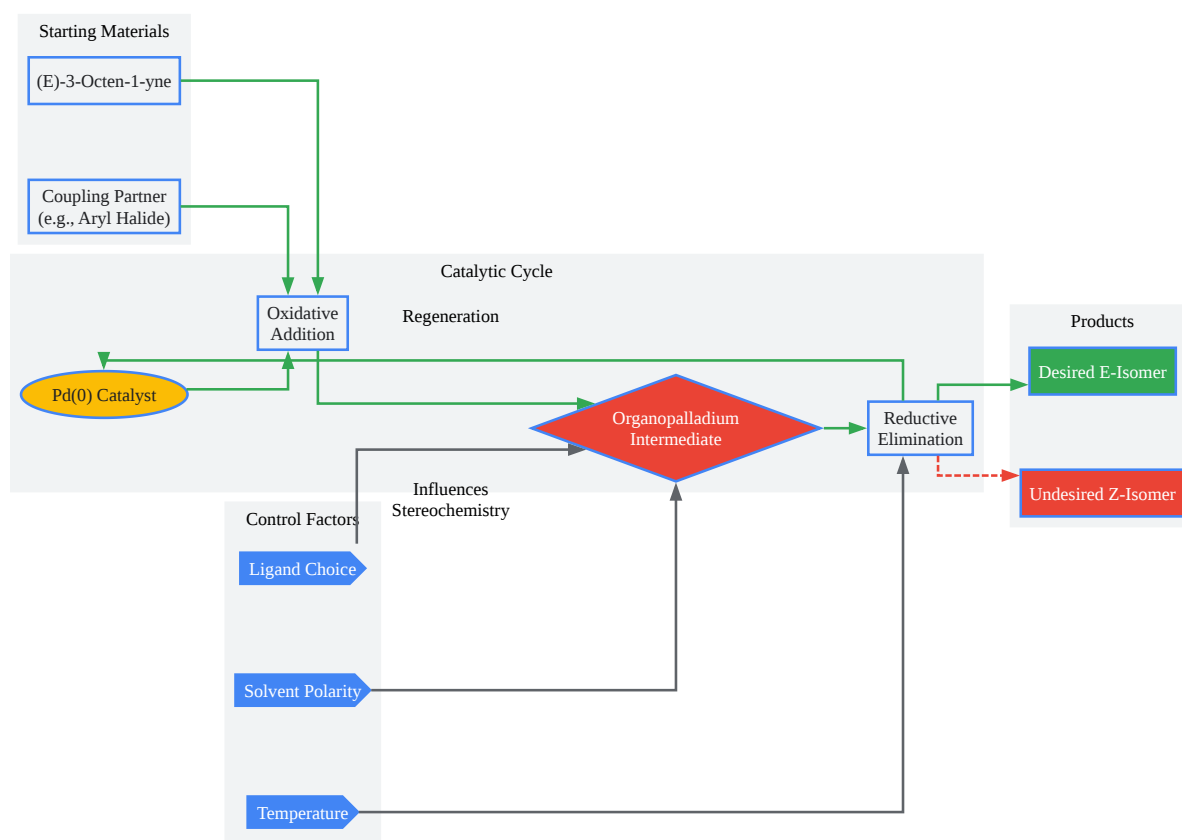 Starting Materials
(E)-3-Octen-1-yne
Coupling Partner
(e.g., Aryl Halide)
Catalytic Cycle
Oxidative
Addition
Regeneration
Pd(0) Catalyst
Organopalladium
Intermediate
Reductive
Elimination
Products
Desired E-Isomer
Undesired Z-Isomer
Influences
Stereochemistry
Control Factors
Ligand Choice
Solvent Polarity
Temperature